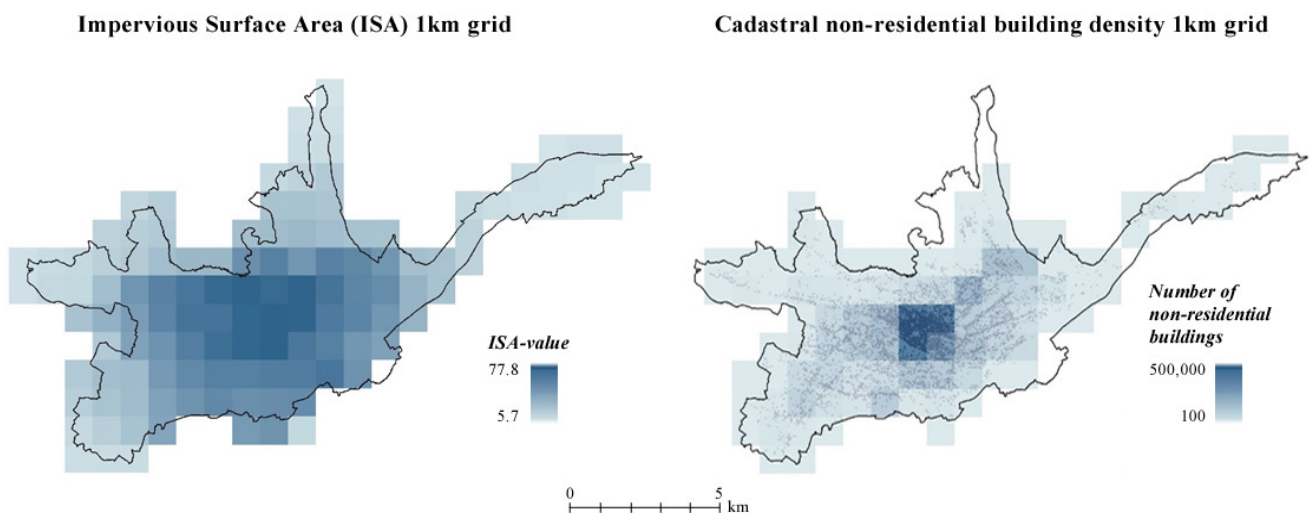 Impervious Surface Area (ISA) 1km grid
Cadastral non-residential building density 1km grid
ISA-value
77.8
5.7
Number of
non-residential
buildings
500,000
100
0
5
km